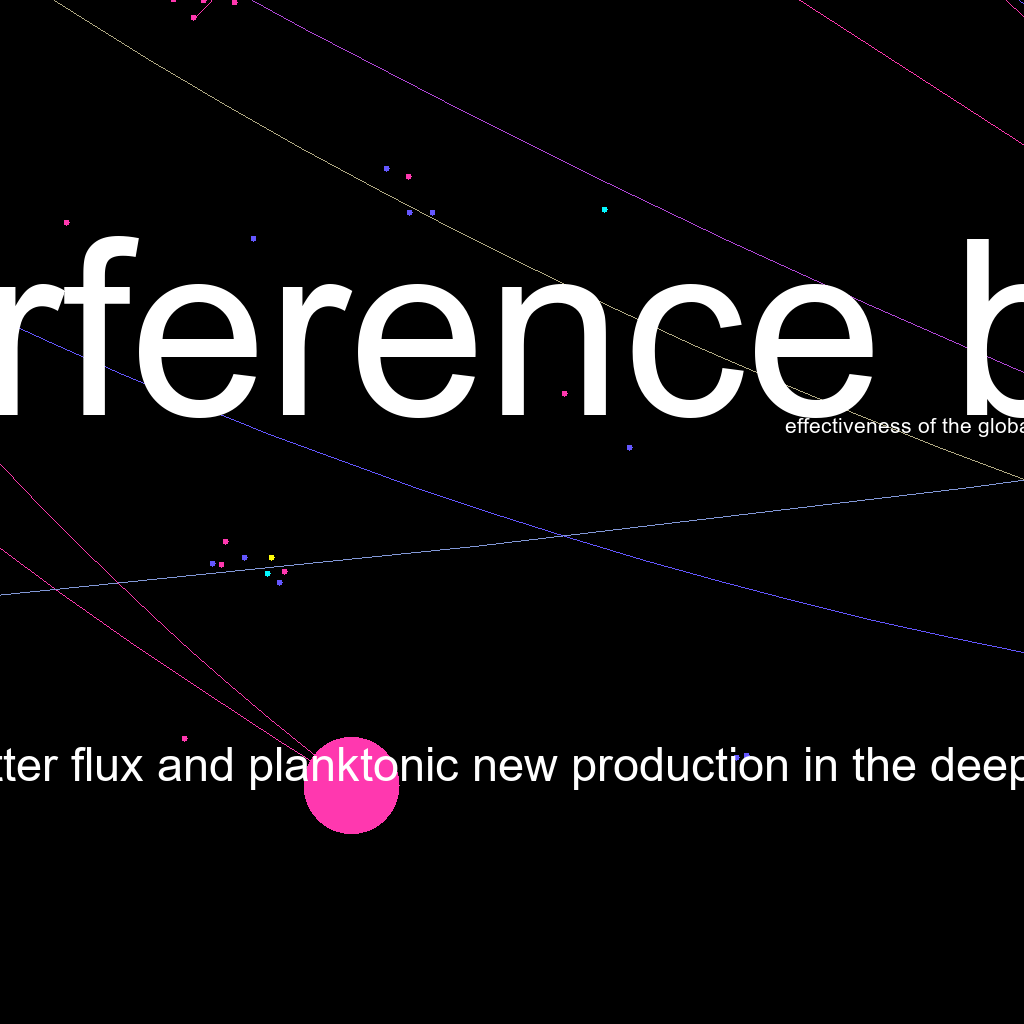 rference b
effectiveness of the globa
tter flux and planktonic new production in the deep